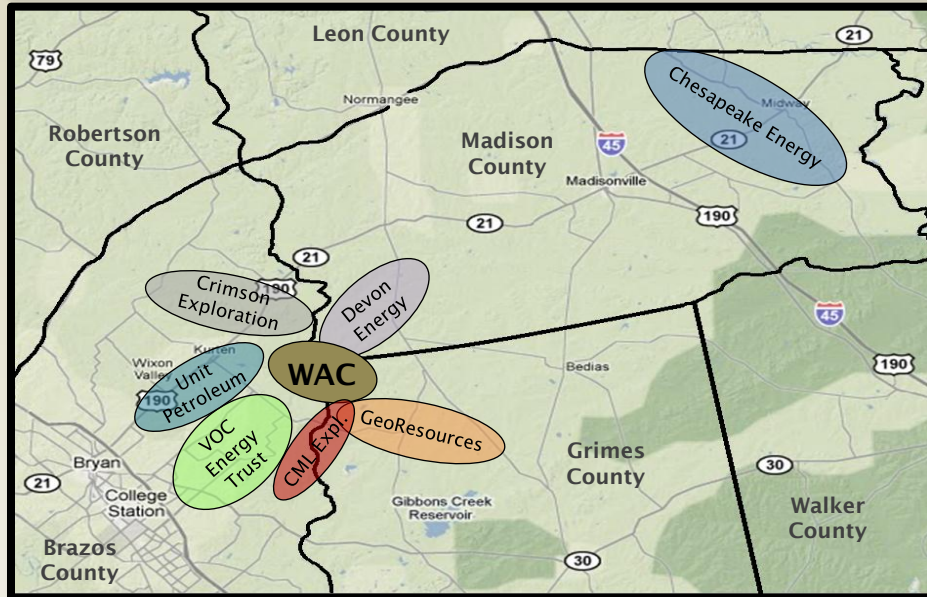 Leon County
21
79
Normangee
Chesapeake Energy
Midway
Robertson
County
Madison
County
45
21
Madisonville
190
21
21
Crimson
Exploration
190
Devon
Energy
45
Wixon
Valley
Kurten
Unit
Petroleum
190
WAC
Bedias
190
VOC
Energy
Trust
CML Expl.
GeoResources
Grimes
County
Bryan
21
College
Station
Gibbons Creek
Reservoir
30
Walker
County
Brazos
County
30